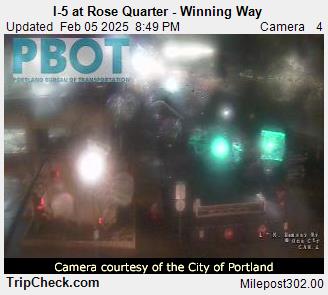 I-5 at Rose Quarter - Winning Way
Updated Feb 05 2025 8:49 PM Camera 4
PBOT
PORTLAND BUREAU OF TRANSPORTATION
Camera courtesy of the City of Portland
TripCheck.com Milepost302.00